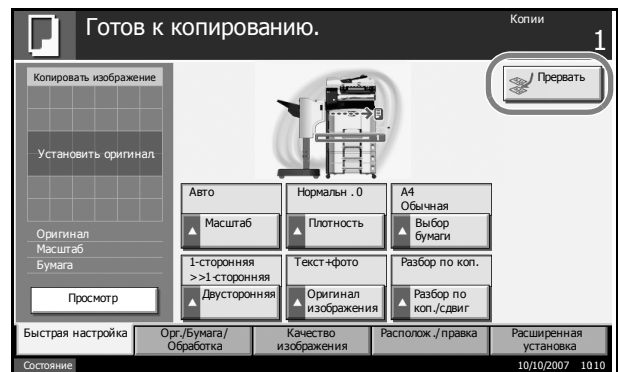 Готов к копированию.
Копии
1
Копировать изображение
Прервать
Установить оригинал.
Авто
Нормальн . 0
A4
Обычная
Масштаб
Плотность
Выбор
бумаги
Оригинал
Масштаб
Бумага
1-сторонняя
>>1-сторонняя
Текст+фото
Разбор по коп.
Двусторонняя
Оригинал
изображения
Разбор по
коп./сдвиг
Просмотр
Быстрая настройка
Орг./Бумага/
Обработка
Качество
изображения
Располож./правка
Расширенная
установка
Состояние
10/10/2007 1010